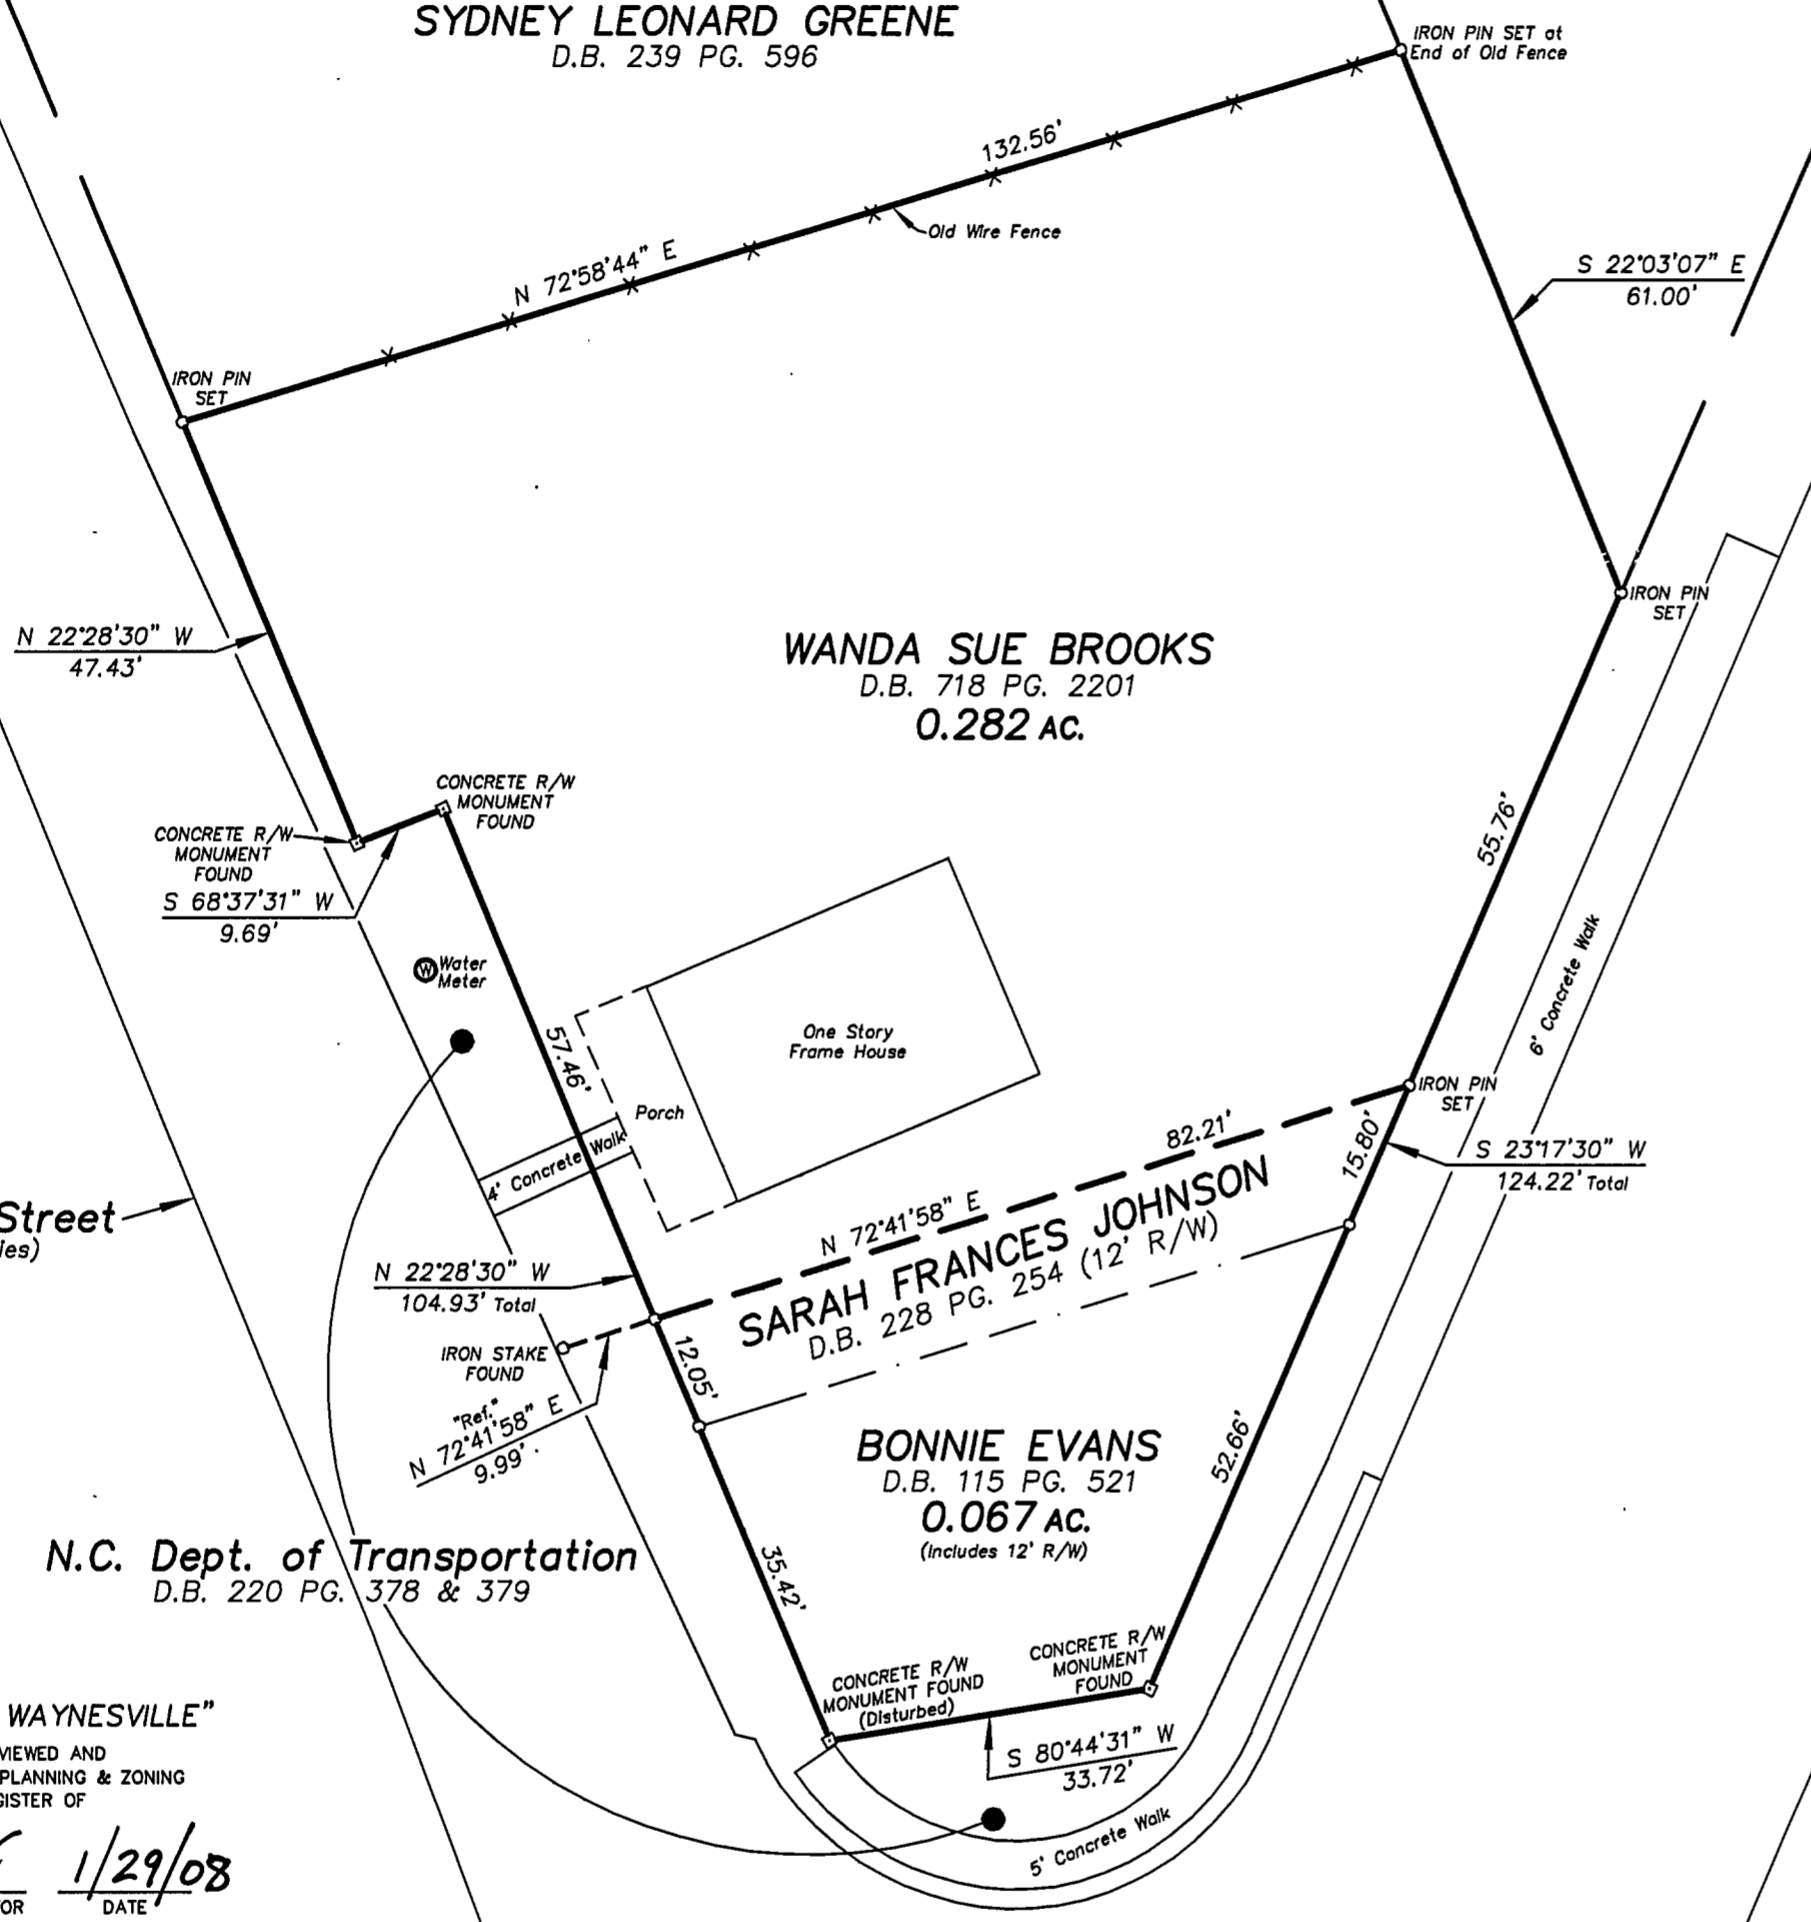 SYDNEY LEONARD GREENE
D.B. 239 PG. 596
IRON PIN SET at
End of Old Fence
132.56'
Old Wire Fence
N 72°58'44" E
S 22°03'07" E
61.00'
IRON PIN
SET
IRON PIN
SET
N 22°28'30" W
47.43'
WANDA SUE BROOKS
D.B. 718 PG. 2201
0.282 AC.
CONCRETE R/W
MONUMENT
FOUND
CONCRETE R/W
MONUMENT
FOUND
S 68°37'31" W
9.69'
55.76'
W
Water
Meter
6' Concrete Walk
57.46'
One Story
Frame House
Porch
4' Concrete Walk
IRON PIN
SET
82.21'
15.80'
S 23°17'30" W
124.22' Total
Street
ies)
N 72°41'58" E
SARAH FRANCES JOHNSON
D.B. 228 PG. 254 (12' R/W)
N 22°28'30" W
104.93' Total
IRON STAKE
FOUND
12.05'
"Ref."
N 72°41'58" E
9.99'
BONNIE EVANS
D.B. 115 PG. 521
0.067 AC.
(Includes 12' R/W)
52.66'
35.42'
N.C. Dept. of Transportation
D.B. 220 PG. 378 & 379
CONCRETE R/W
MONUMENT
FOUND
CONCRETE R/W
MONUMENT FOUND
(Disturbed)
S 80°44'31" W
33.72'
5' Concrete Walk
WAYNESVILLE"
VIEWED AND
PLANNING & ZONING
GISTER OF
1/29/08
TOR
DATE